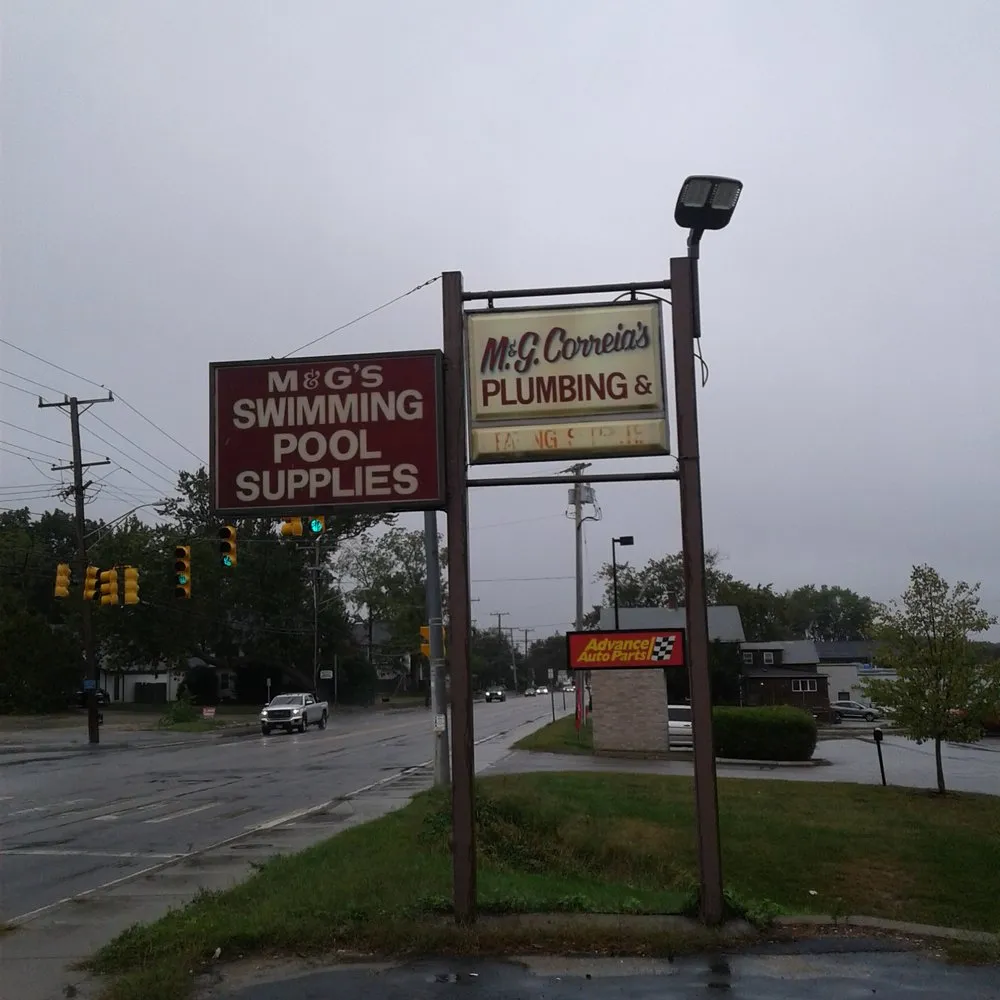 M&G'S
SWIMMING
POOL
SUPPLIES
M.&G. Correia's
PLUMBING &
Advance
Auto Parts